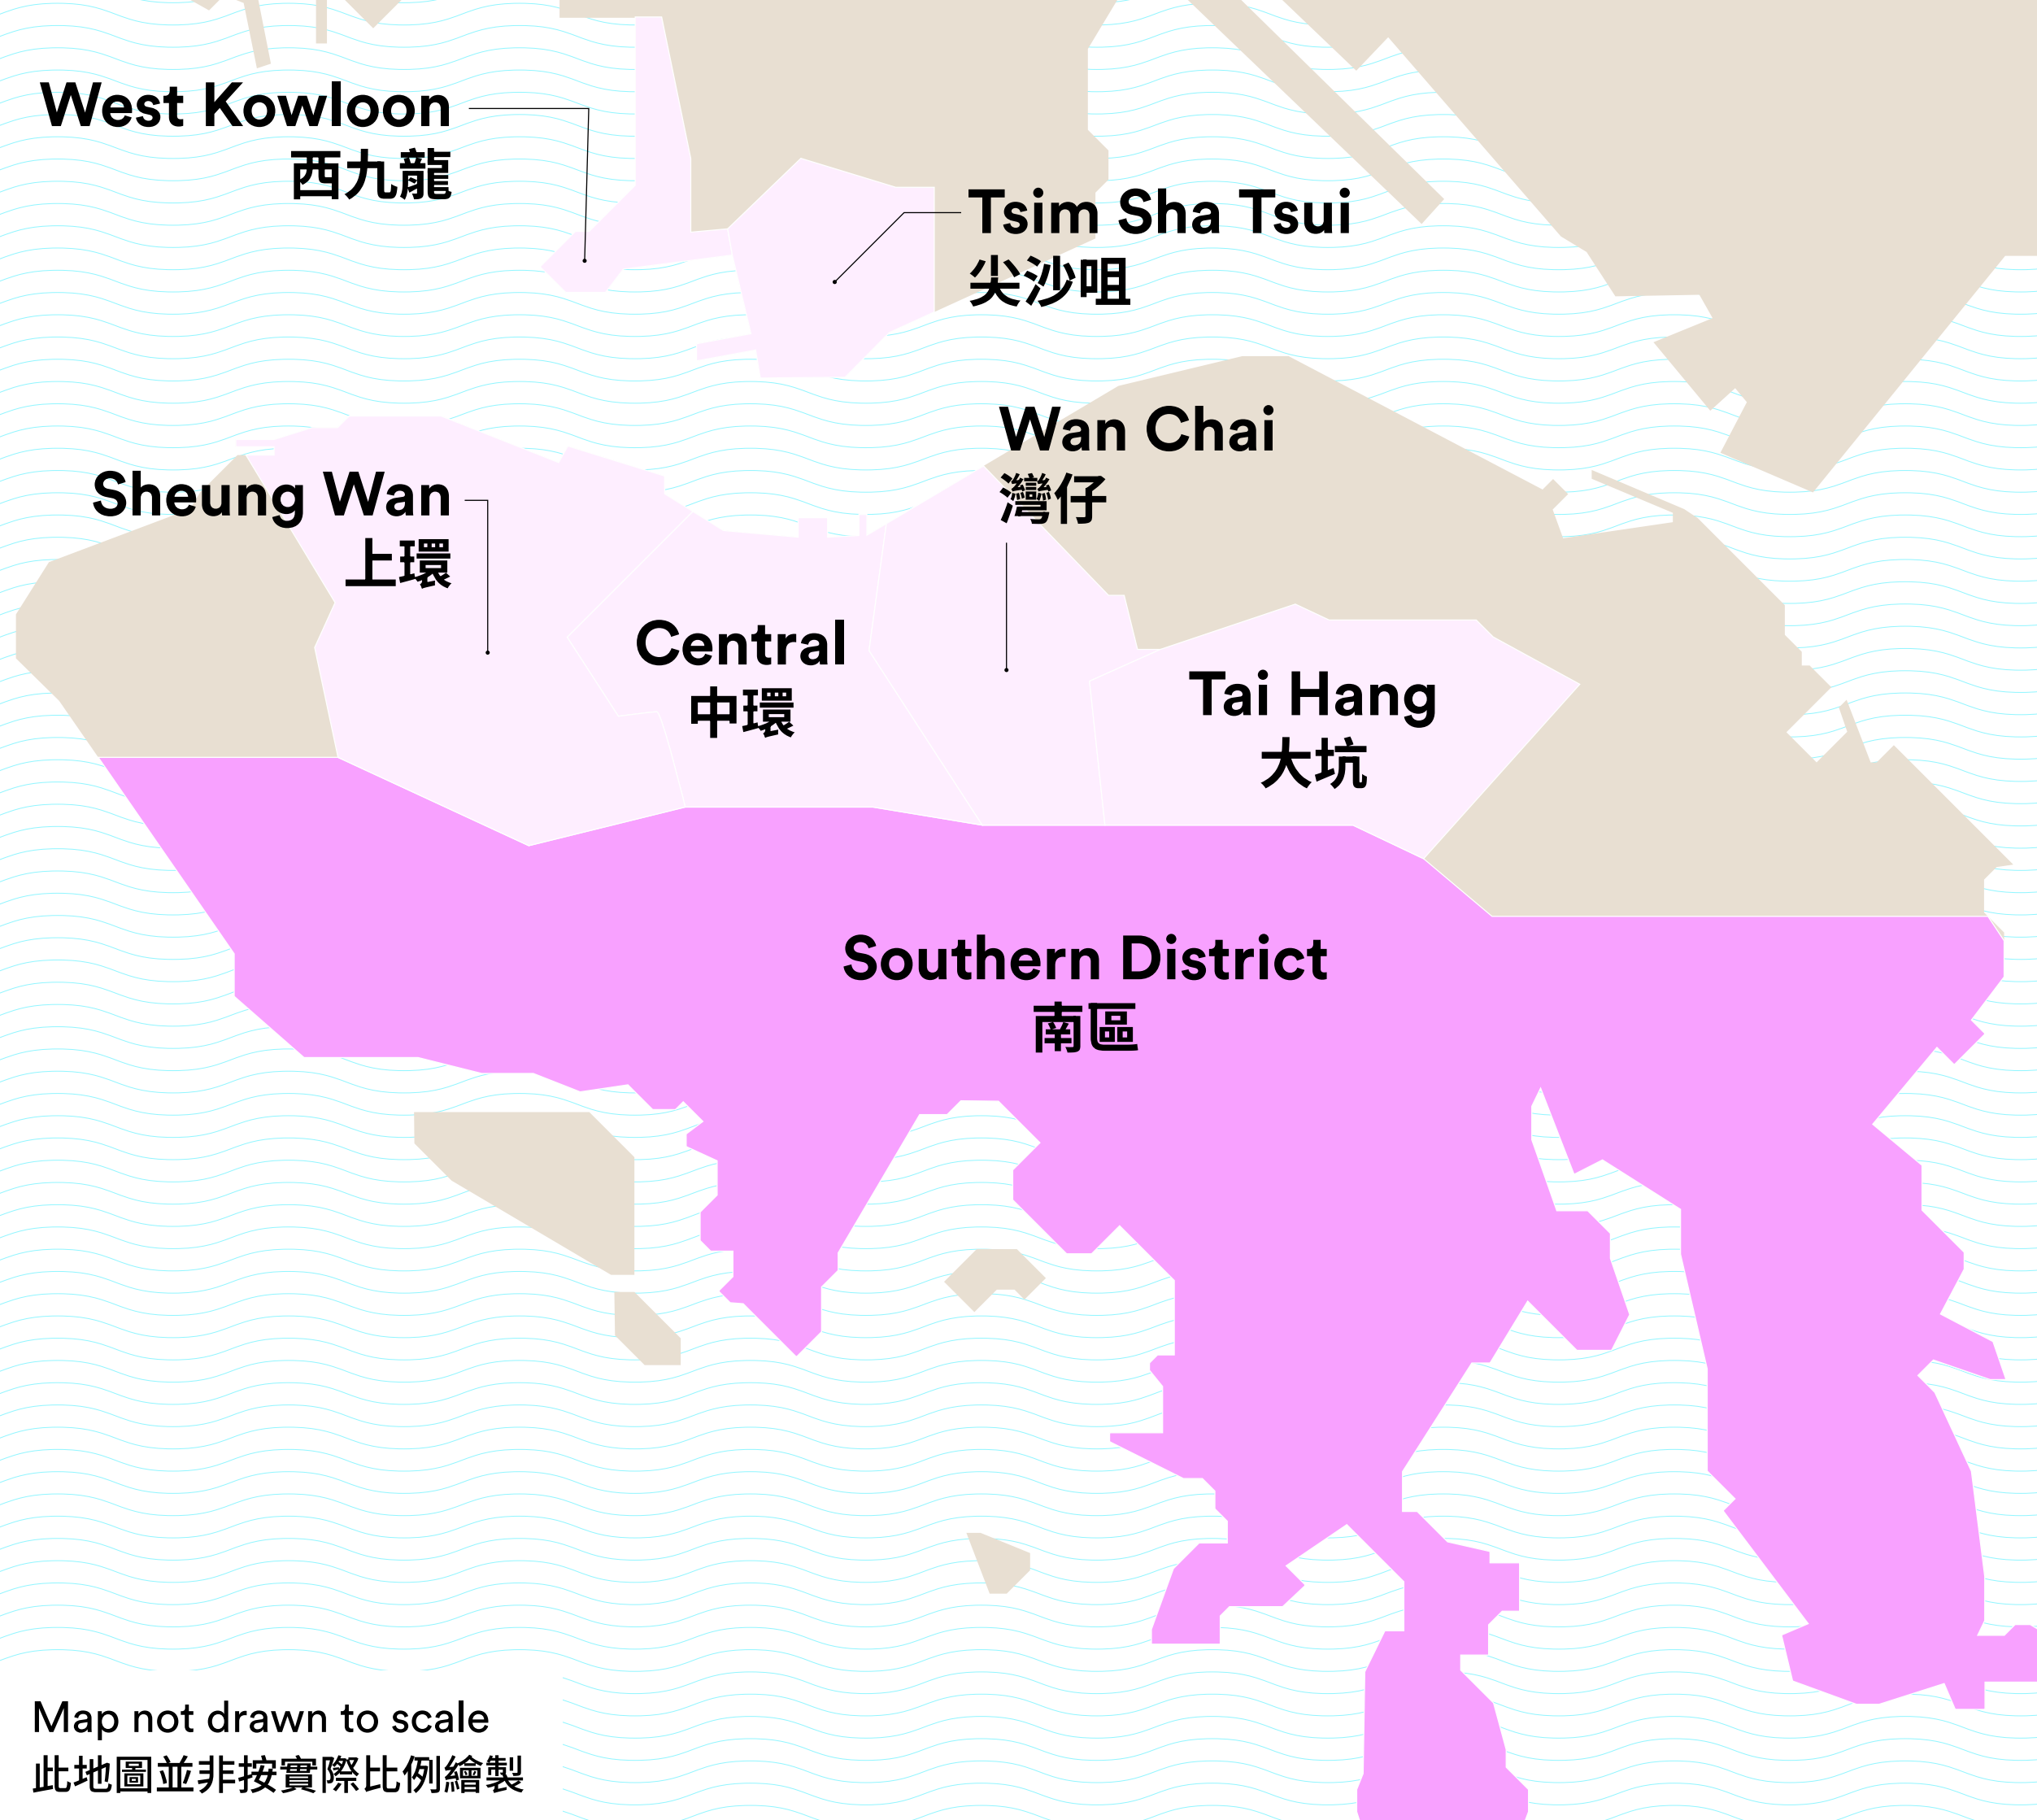 West Kowloon
西九龍
Tsim Sha Tsui
尖沙咀
Wan Chai
灣仔
Sheung Wan
上環
Central
中環
Tai Hang
大坑
Southern District
南區
Map not drawn to scale
此地圖並非按實際比例繪製